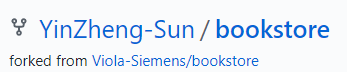 YinZheng-Sun / bookstore
forked from Viola-Siemens/bookstore